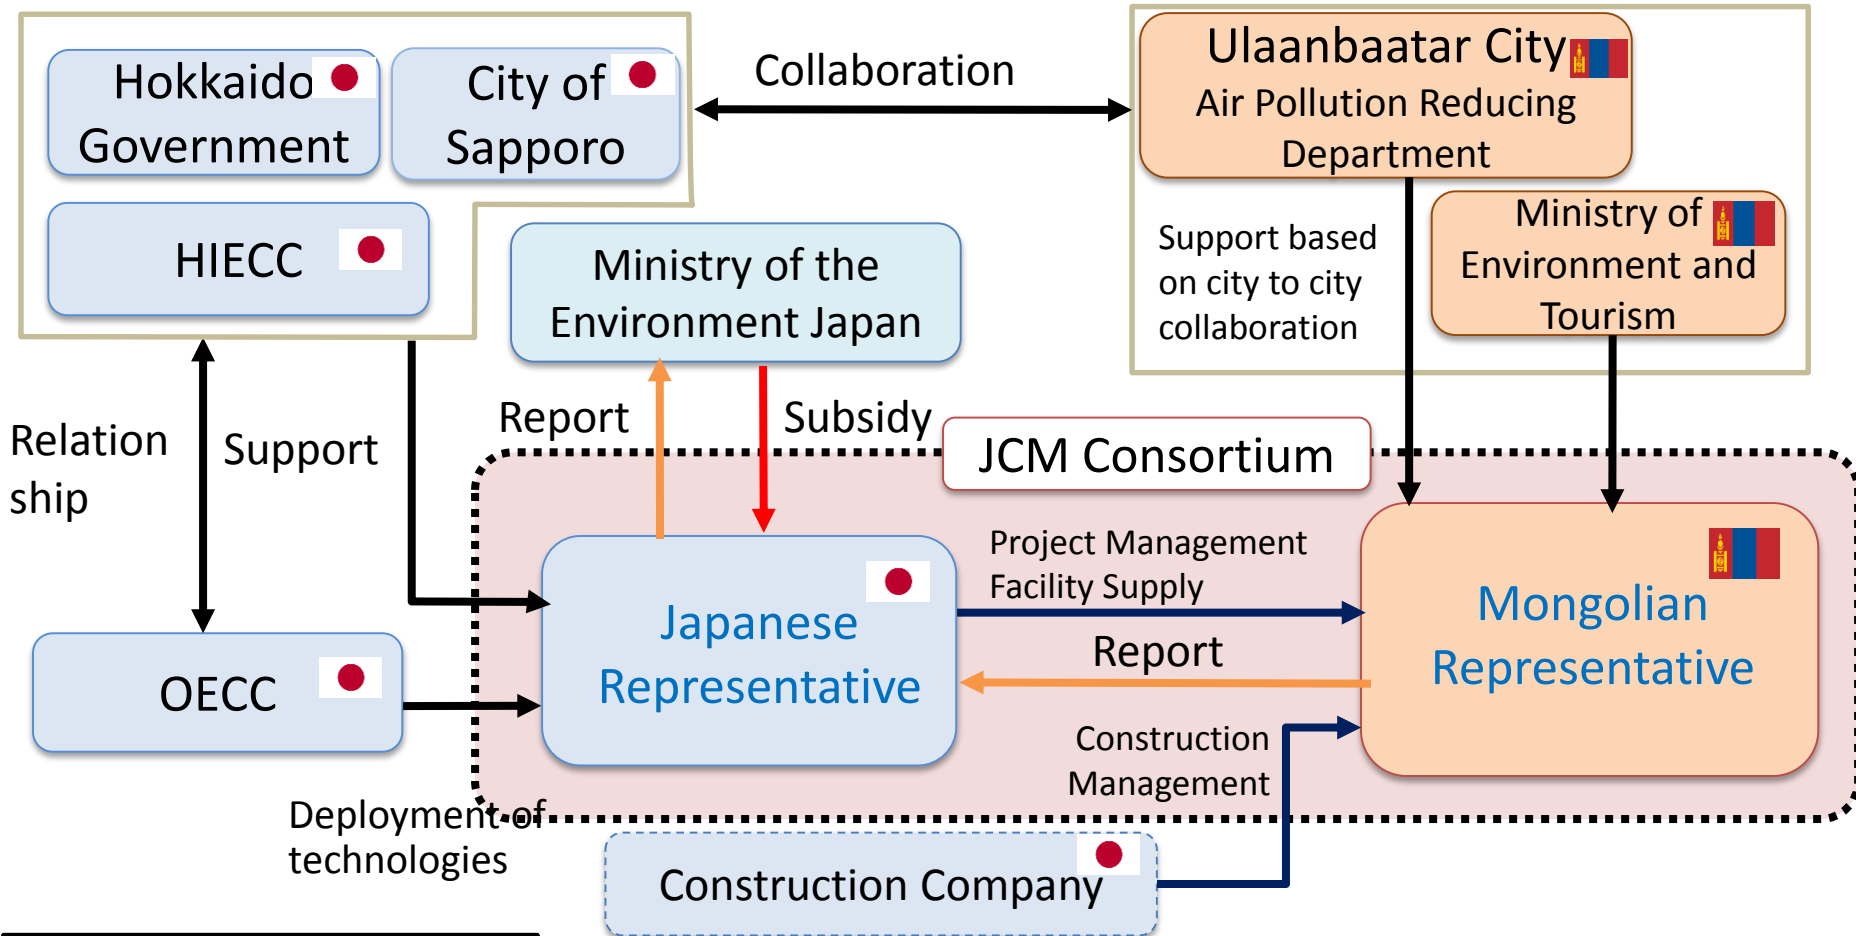 Hokkaido
Government
City of
Sapporo
HIECC
Collaboration
Ulaanbaatar City
Air Pollution Reducing
Department
Ministry of
Environment and
Tourism
Support based
on city to city
collaboration
Ministry of the
Environment Japan
Relation
ship
Support
Report
Subsidy
JCM Consortium
Japanese
Representative
Project Management
Facility Supply
Report
Mongolian
Representative
OECC
Construction
Management
Deployment of
technologies
Construction Company